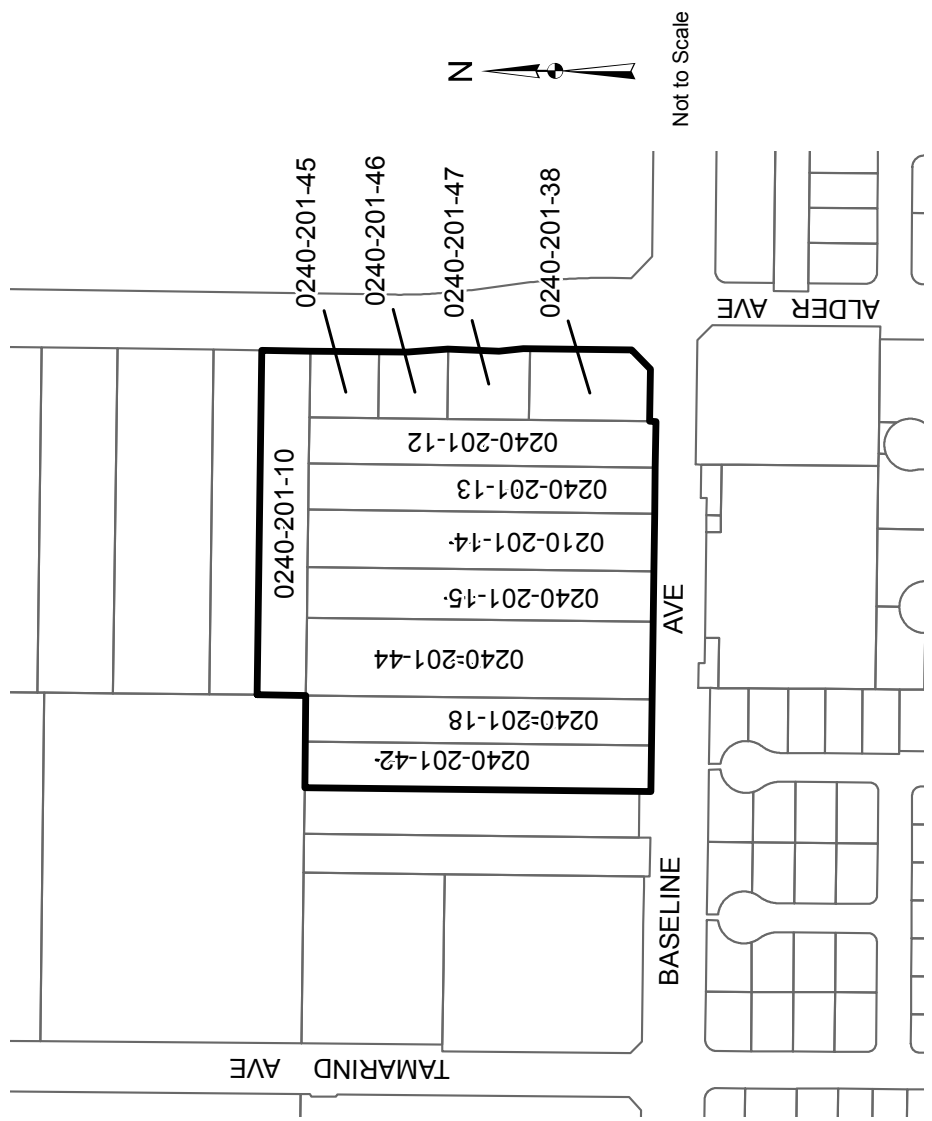 N
Not to Scale
0240-201-45
0240-201-46
0240-201-47
0240-201-38
0240-201-10
0240-201-12
0240-201-13
0210-201-14
0240-201-15
0240-201-44
0240-201-18
0240-201-42
ALDER AVE
BASELINE AVE
TAMARIND AVE